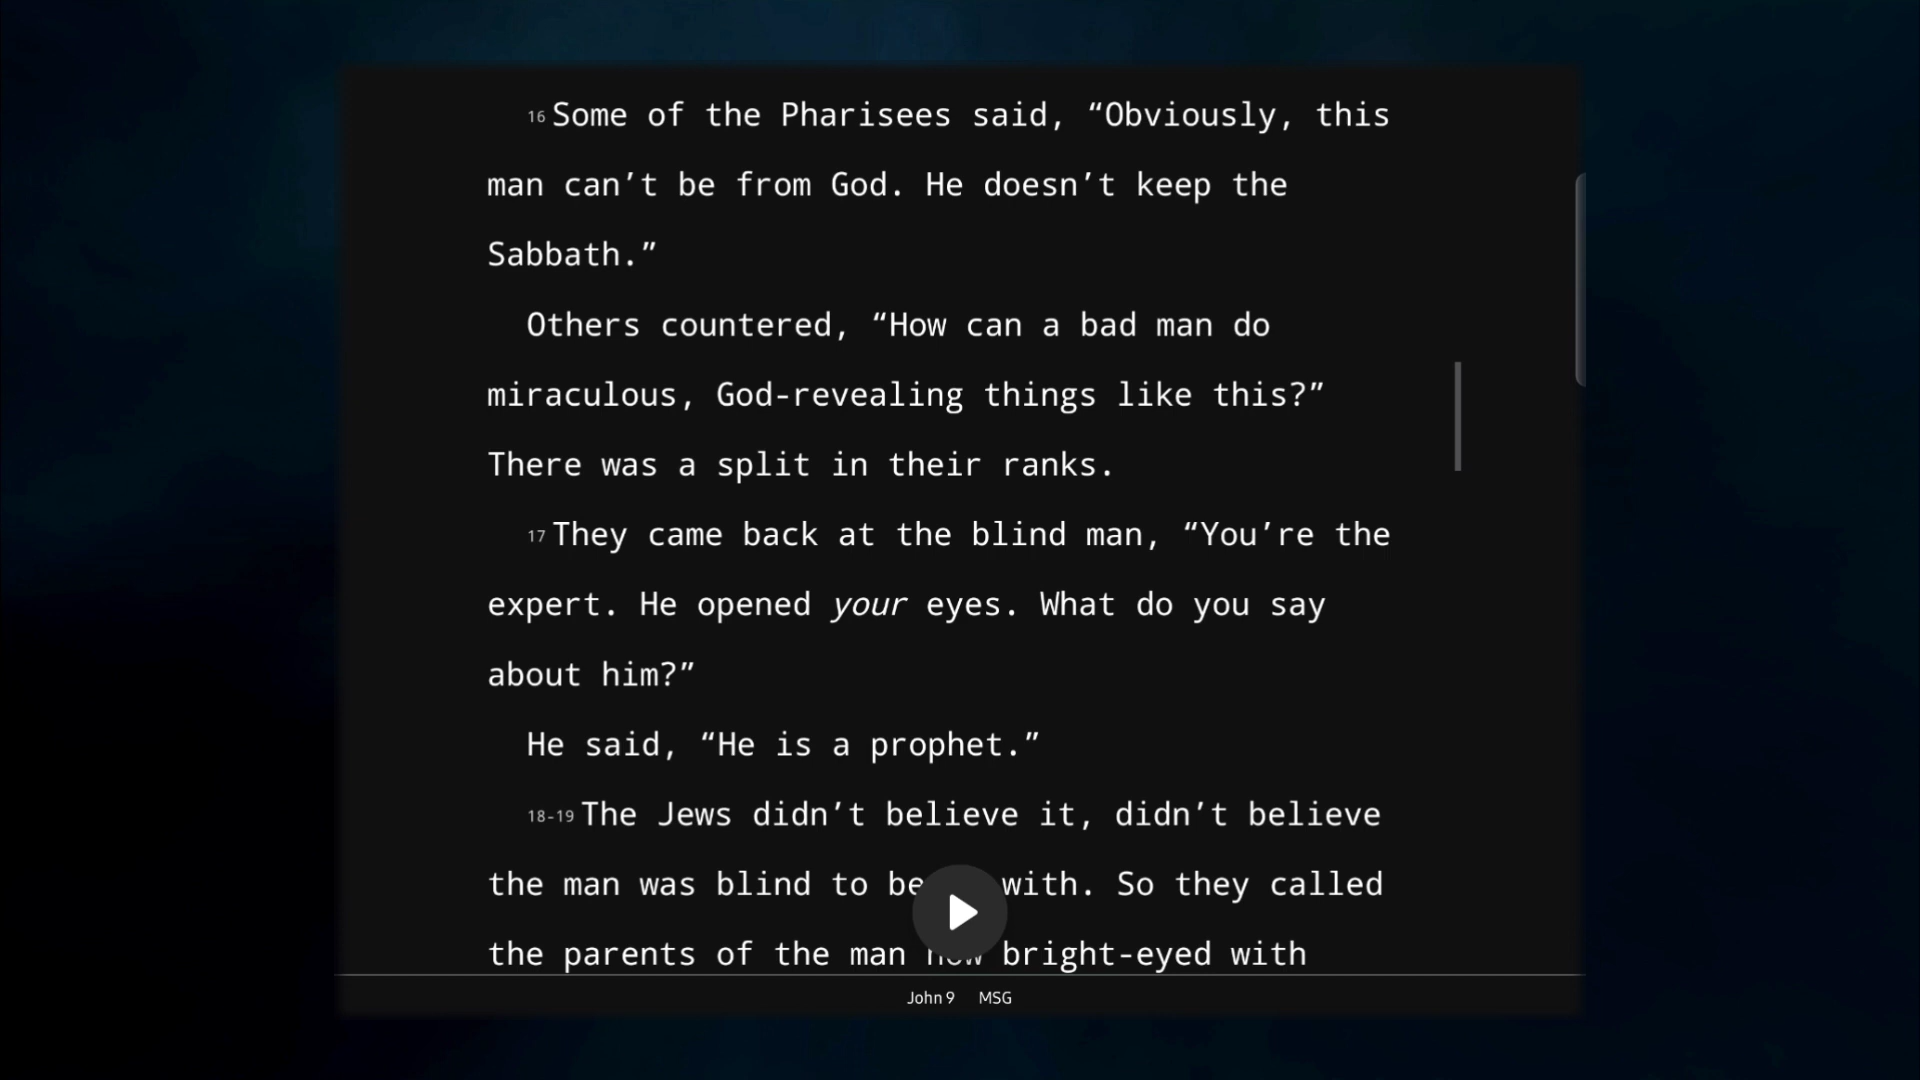 16 Some of the Pharisees said, “Obviously, this
man can’t be from God. He doesn’t keep the
Sabbath.”
Others countered, “How can a bad man do
miraculous, God-revealing things like this?”
There was a split in their ranks.
17 They came back at the blind man, “You’re the
expert. He opened your eyes. What do you say
about him?”
He said, “He is a prophet.”
18-19 The Jews didn’t believe it, didn’t believe
the man was blind to be with. So they called
the parents of the man now bright-eyed with
John 9 MSG